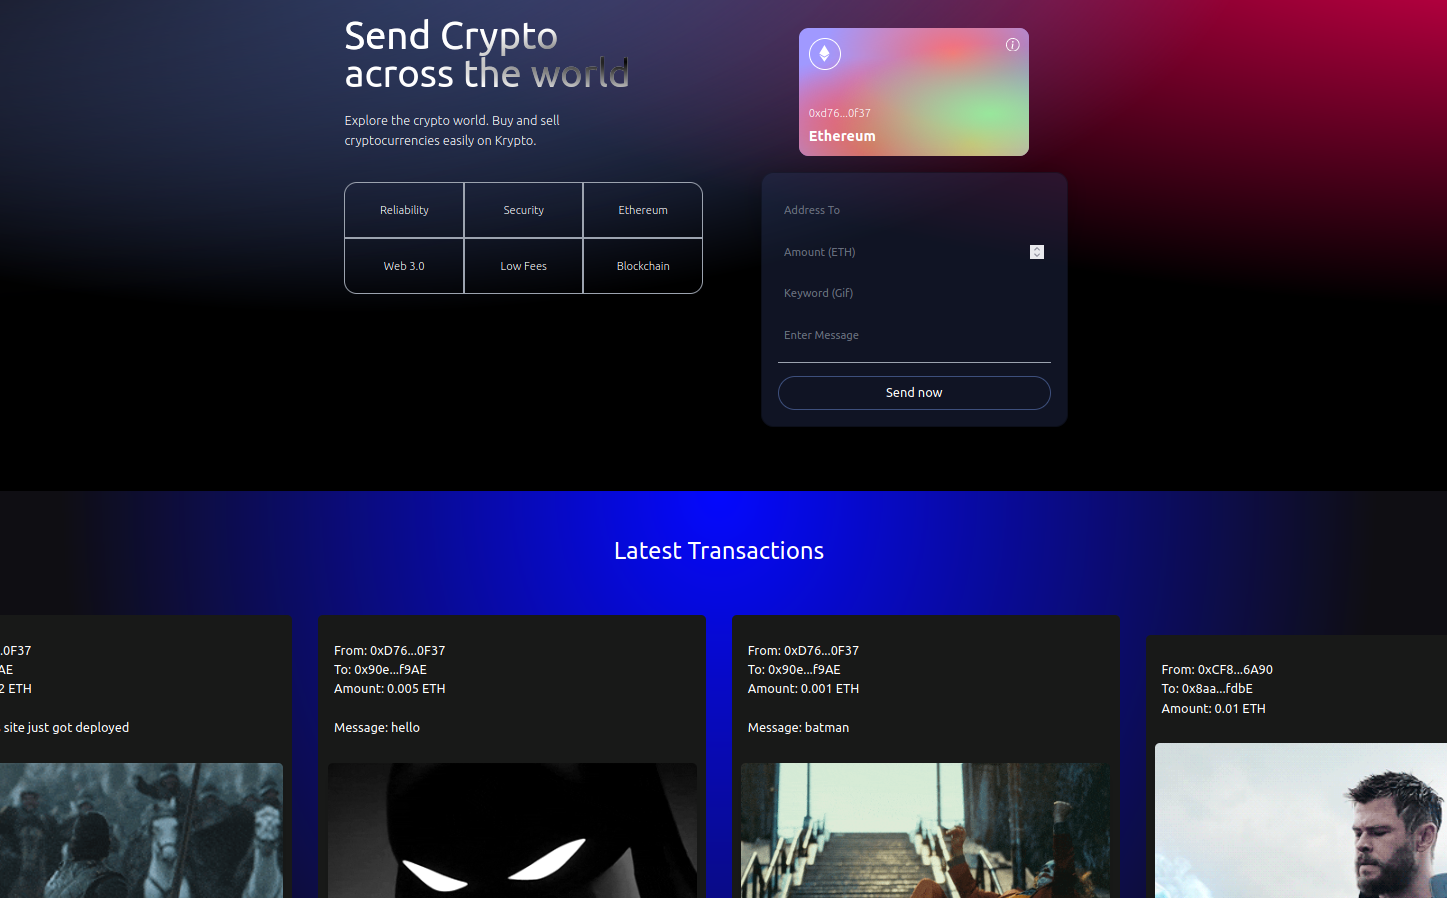 Send Crypto
across the world
Explore the crypto world. Buy and sell
cryptocurrencies easily on Krypto.
Reliability
Security
Ethereum
Web 3.0
Low Fees
Blockchain
0xd76...0f37
Ethereum
Address To
Amount (ETH)
Keyword (Gif)
Enter Message
Send now
Latest Transactions
.0F37
AE
2 ETH
site just got deployed
From: 0xD76...0F37
To: 0x90e...f9AE
Amount: 0.005 ETH
Message: hello
From: 0xD76...0F37
To: 0x90e...f9AE
Amount: 0.001 ETH
Message: batman
From: 0xCF8...6A90
To: 0x8aa...fdbE
Amount: 0.01 ETH